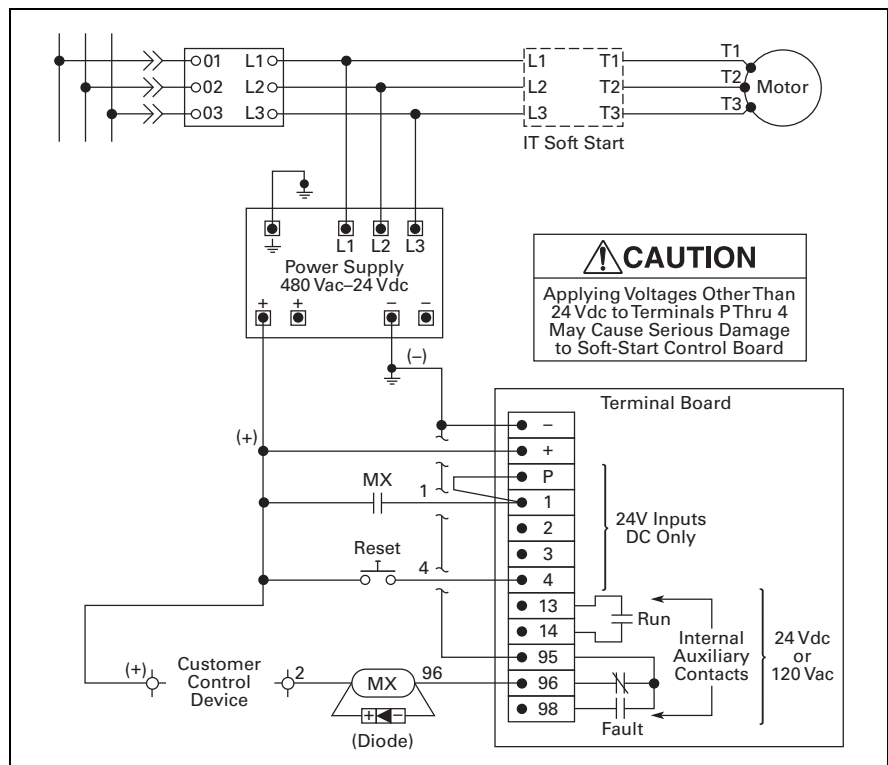 01 L1 L1 T1 T1
02 L2 L2 T2 T2 Motor
03 L3 L3 T3 T3
IT Soft Start
L1 L2 L3
Power Supply
480 Vac–24 Vdc
+ + – –
(–)
CAUTION
Applying Voltages Other Than
24 Vdc to Terminals P Thru 4
May Cause Serious Damage
to Soft-Start Control Board
Terminal Board
–
(+) +
P
MX 1 1
2
3
24V Inputs
DC Only
Reset 4 4
13
Run
14
95
96
98
Fault
Internal
Auxiliary
Contacts
24 Vdc
or
120 Vac
(+) Customer
Control
Device
2 MX 96
+ –
(Diode)